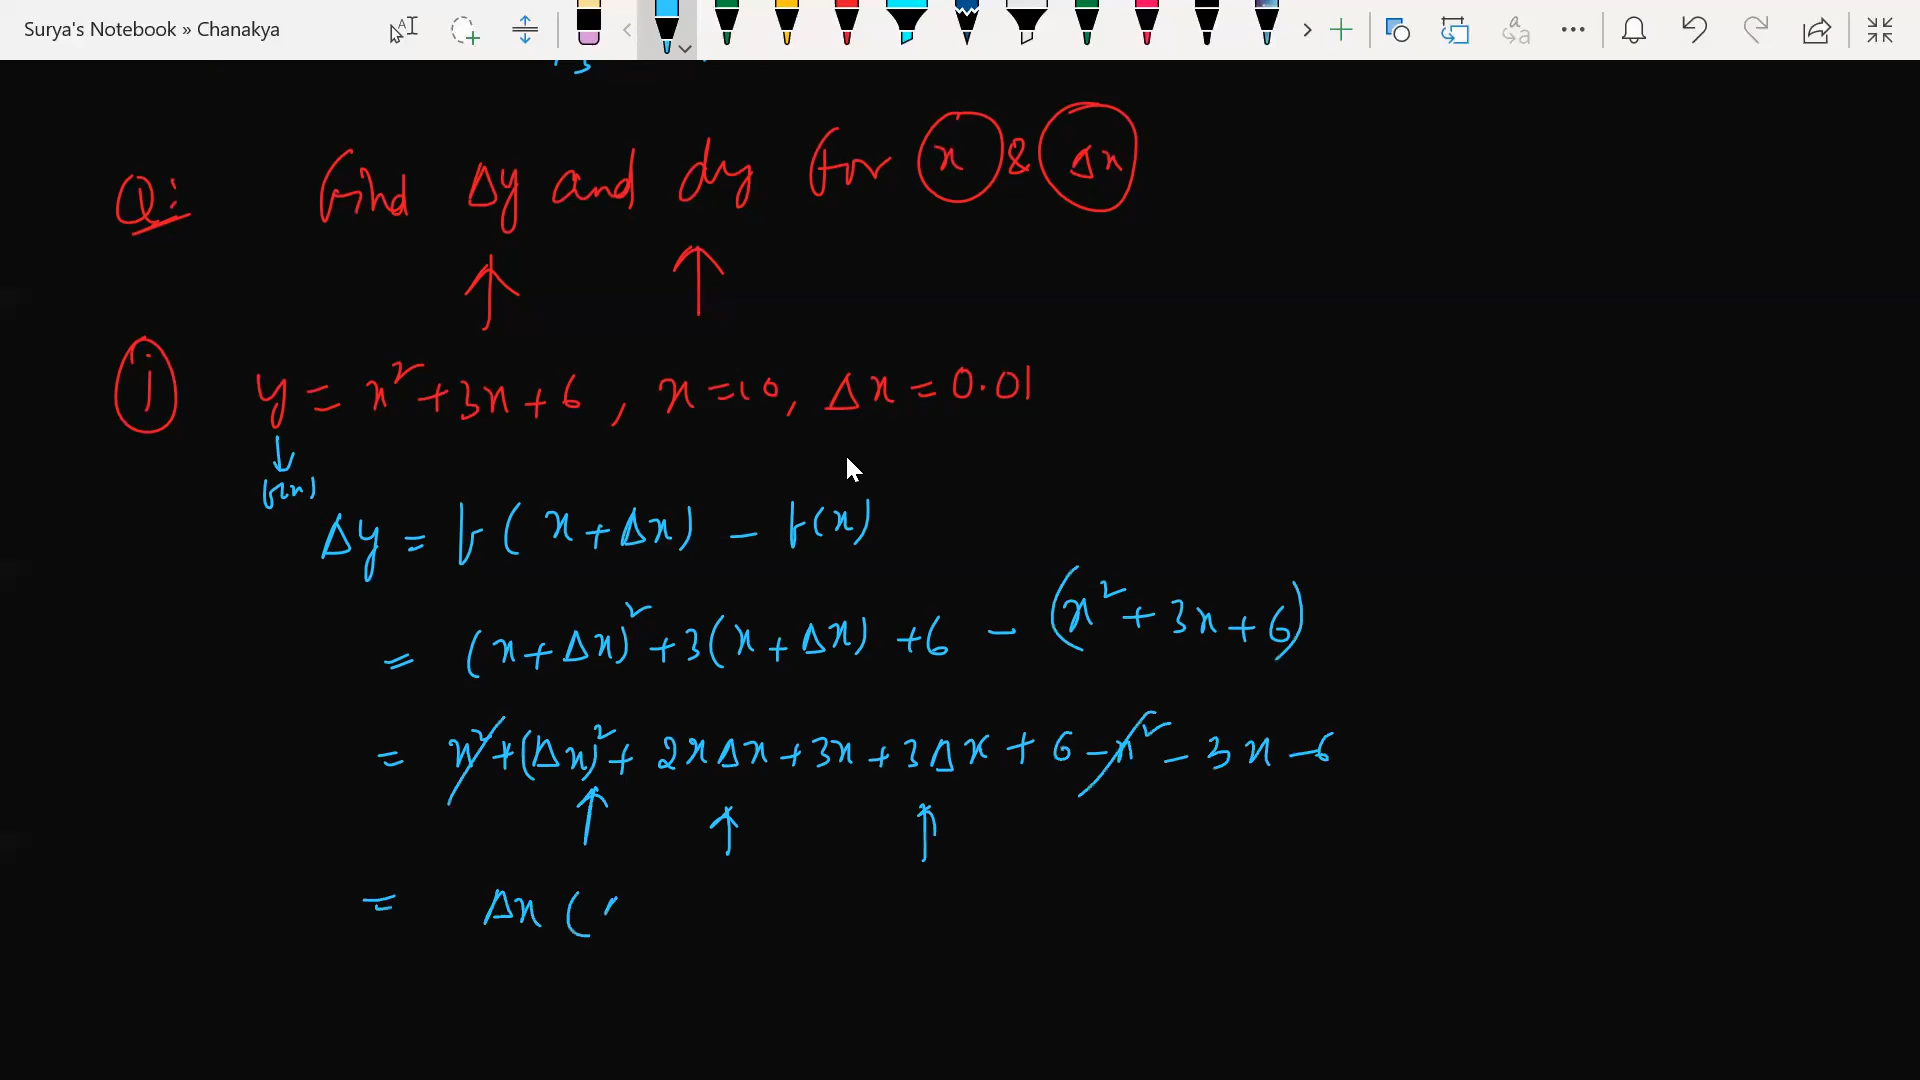 Surya's Notebook » Chanakya
Q: Find Δy and dy for x & Δx
i y = x² + 3x + 6 , x = 10, Δx = 0.01
f(x)
Δy = f ( x + Δx ) - f(x)
= (x + Δx)² + 3(x + Δx) + 6 - (x² + 3x + 6)
= x² + (Δx)² + 2xΔx + 3x + 3Δx + 6 - x² - 3x - 6
= Δx (